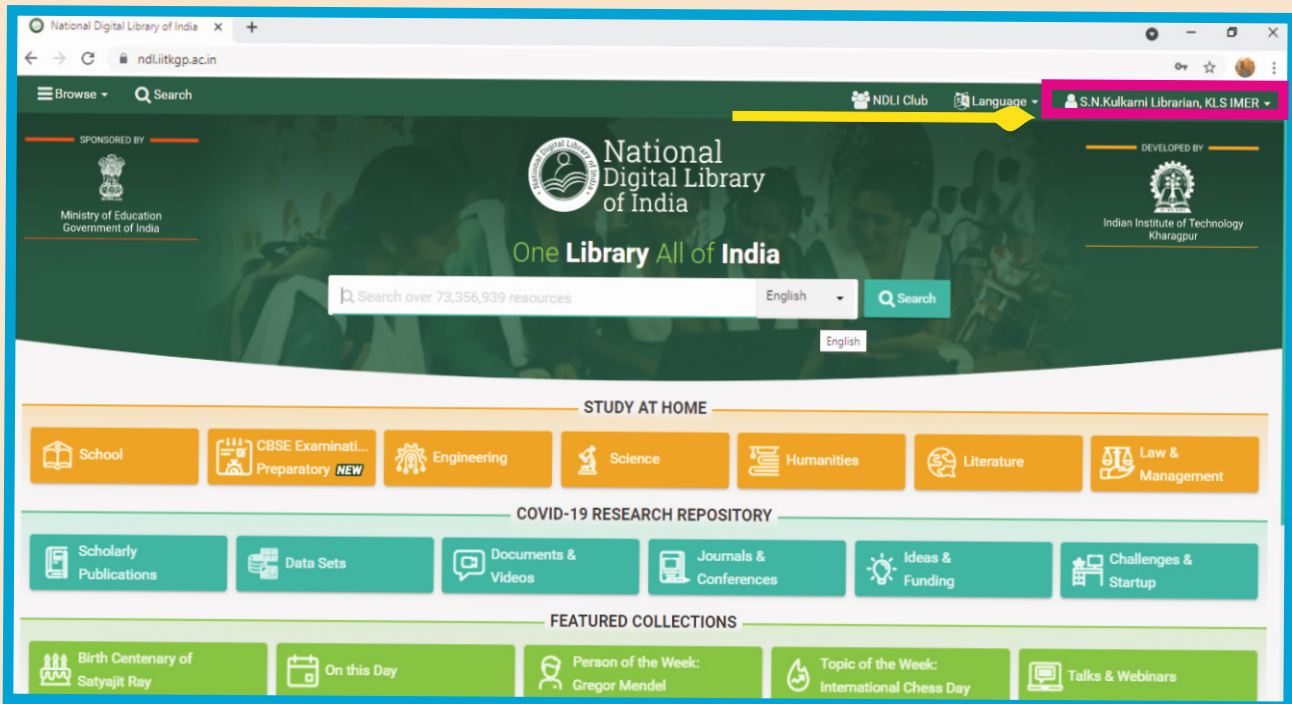 National Digital Library of India
ndl.iitkgp.ac.in
Browse
Search
NDLI Club
Language
S.N.Kulkarni Librarian, KLS IMER
SPONSORED BY
Ministry of Education
Government of India
National
Digital Library
of India
DEVELOPED BY
Indian Institute of Technology
Kharagpur
One Library All of India
Search over 73,356,939 resources
English
Search
English
STUDY AT HOME
School
CBSE Examinati...
Preparatory NEW
Engineering
Science
Humanities
Literature
Law &
Management
COVID-19 RESEARCH REPOSITORY
Scholarly
Publications
Data Sets
Documents &
Videos
Journals &
Conferences
Ideas &
Funding
Challenges &
Startup
FEATURED COLLECTIONS
Birth Centenary of
Satyajit Ray
On this Day
Person of the Week:
Gregor Mendel
Topic of the Week:
International Chess Day
Talks & Webinars